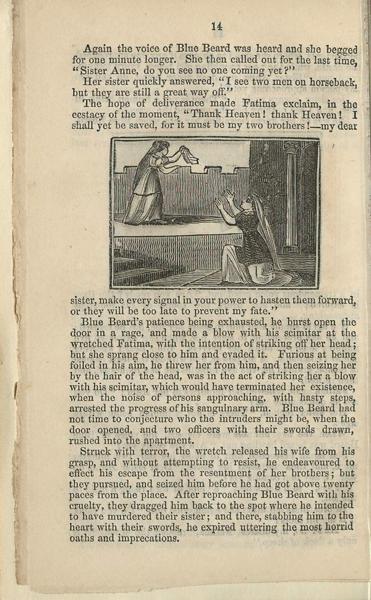 14
Again the voice of Blue Beard was heard and she begged
for one minute longer. She then called out for the last time,
"Sister Anne, do you see no one coming yet?"
Her sister quickly answered, "I see two men on horseback,
but they are still a great way off."
The hope of deliverance made Fatima exclaim, in the
ecstacy of the moment, "Thank Heaven! thank Heaven! I
shall yet be saved, for it must be my two brothers!—my dear
sister, make every signal in your power to hasten them forward,
or they will be too late to prevent my fate."
Blue Beard's patience being exhausted, he burst open the
door in a rage, and made a blow with his scimitar at the
wretched Fatima, with the intention of striking off her head;
but she sprang close to him and evaded it. Furious at being
foiled in his aim, he threw her from him, and then seizing her
by the hair of the head, was in the act of striking her a blow
with his scimitar, which would have terminated her existence,
when the noise of persons approaching, with hasty steps,
arrested the progress of his sanguinary arm. Blue Beard had
not time to conjecture who the intruders might be, when the
door opened, and two officers with their swords drawn,
rushed into the apartment.
Struck with terror, the wretch released his wife from his
grasp, and without attempting to resist, he endeavoured to
effect his escape from the resentment of her brothers; but
they pursued, and seized him before he had got above twenty
paces from the place. After reproaching Blue Beard with his
cruelty, they dragged him back to the spot where he intended
to have murdered their sister; and there, stabbing him to the
heart with their swords, he expired uttering the most horrid
oaths and imprecations.